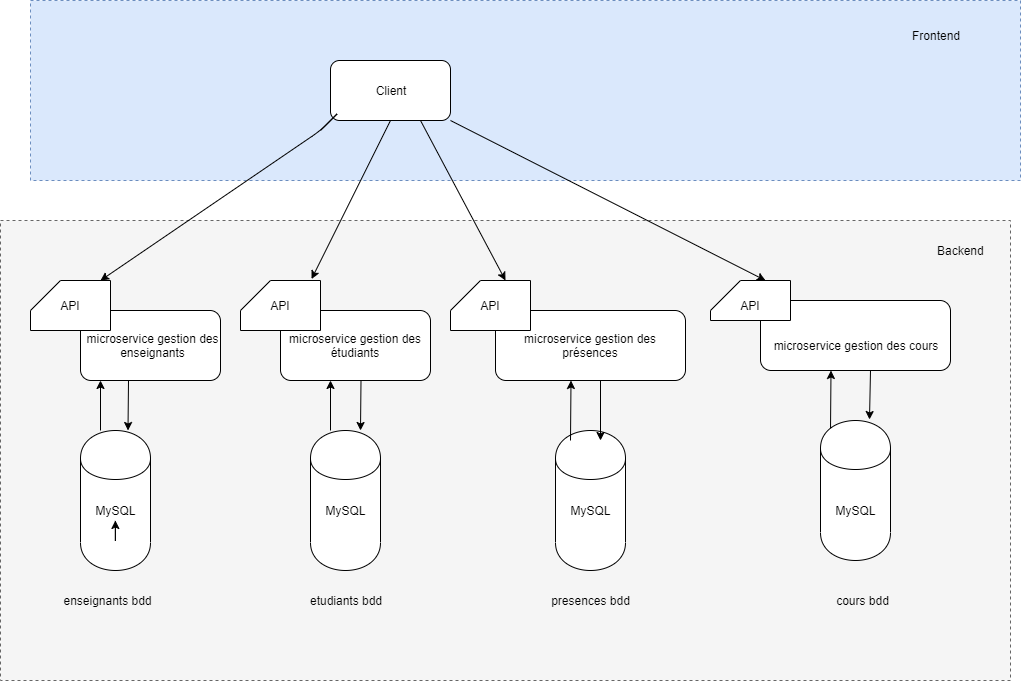 Frontend
Client
Backend
API
API
API
API
microservice gestion des
enseignants
microservice gestion des
étudiants
microservice gestion des
présences
microservice gestion des cours
MySQL
MySQL
MySQL
MySQL
enseignants bdd
etudiants bdd
presences bdd
cours bdd